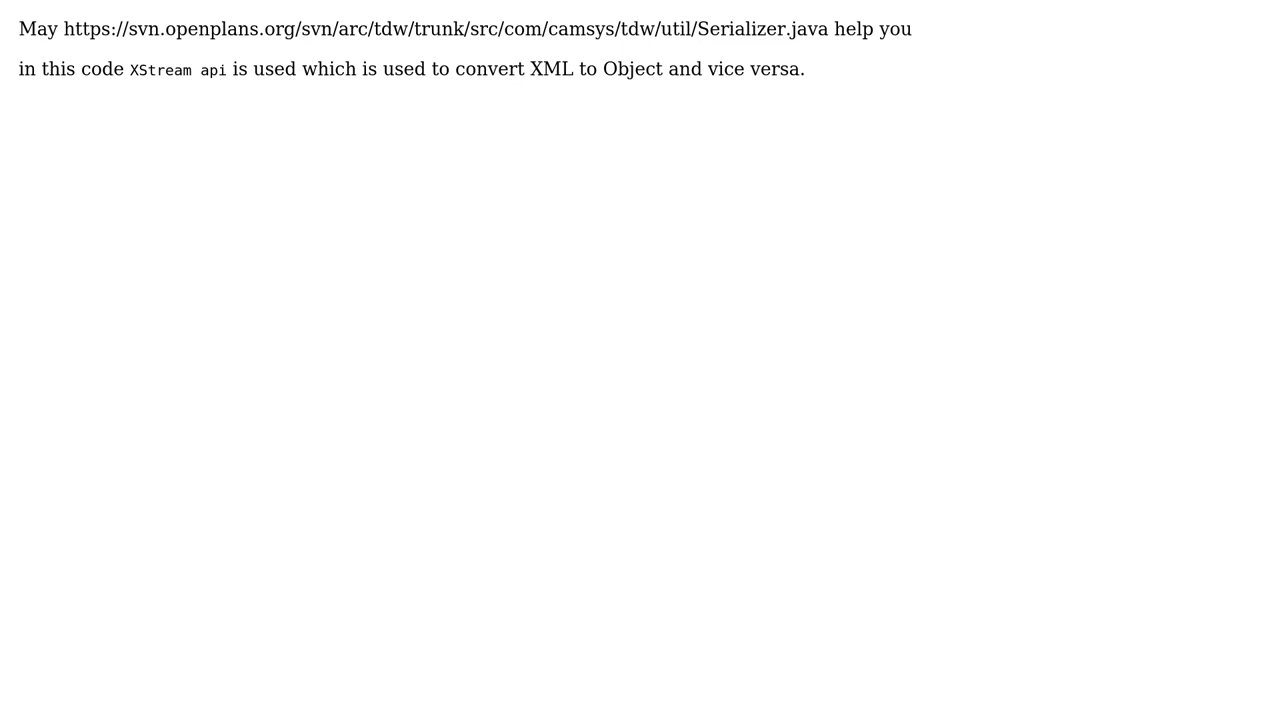 May https://svn.openplans.org/svn/arc/tdw/trunk/src/com/camsys/tdw/util/Serializer.java help you
in this code XStream api is used which is used to convert XML to Object and vice versa.